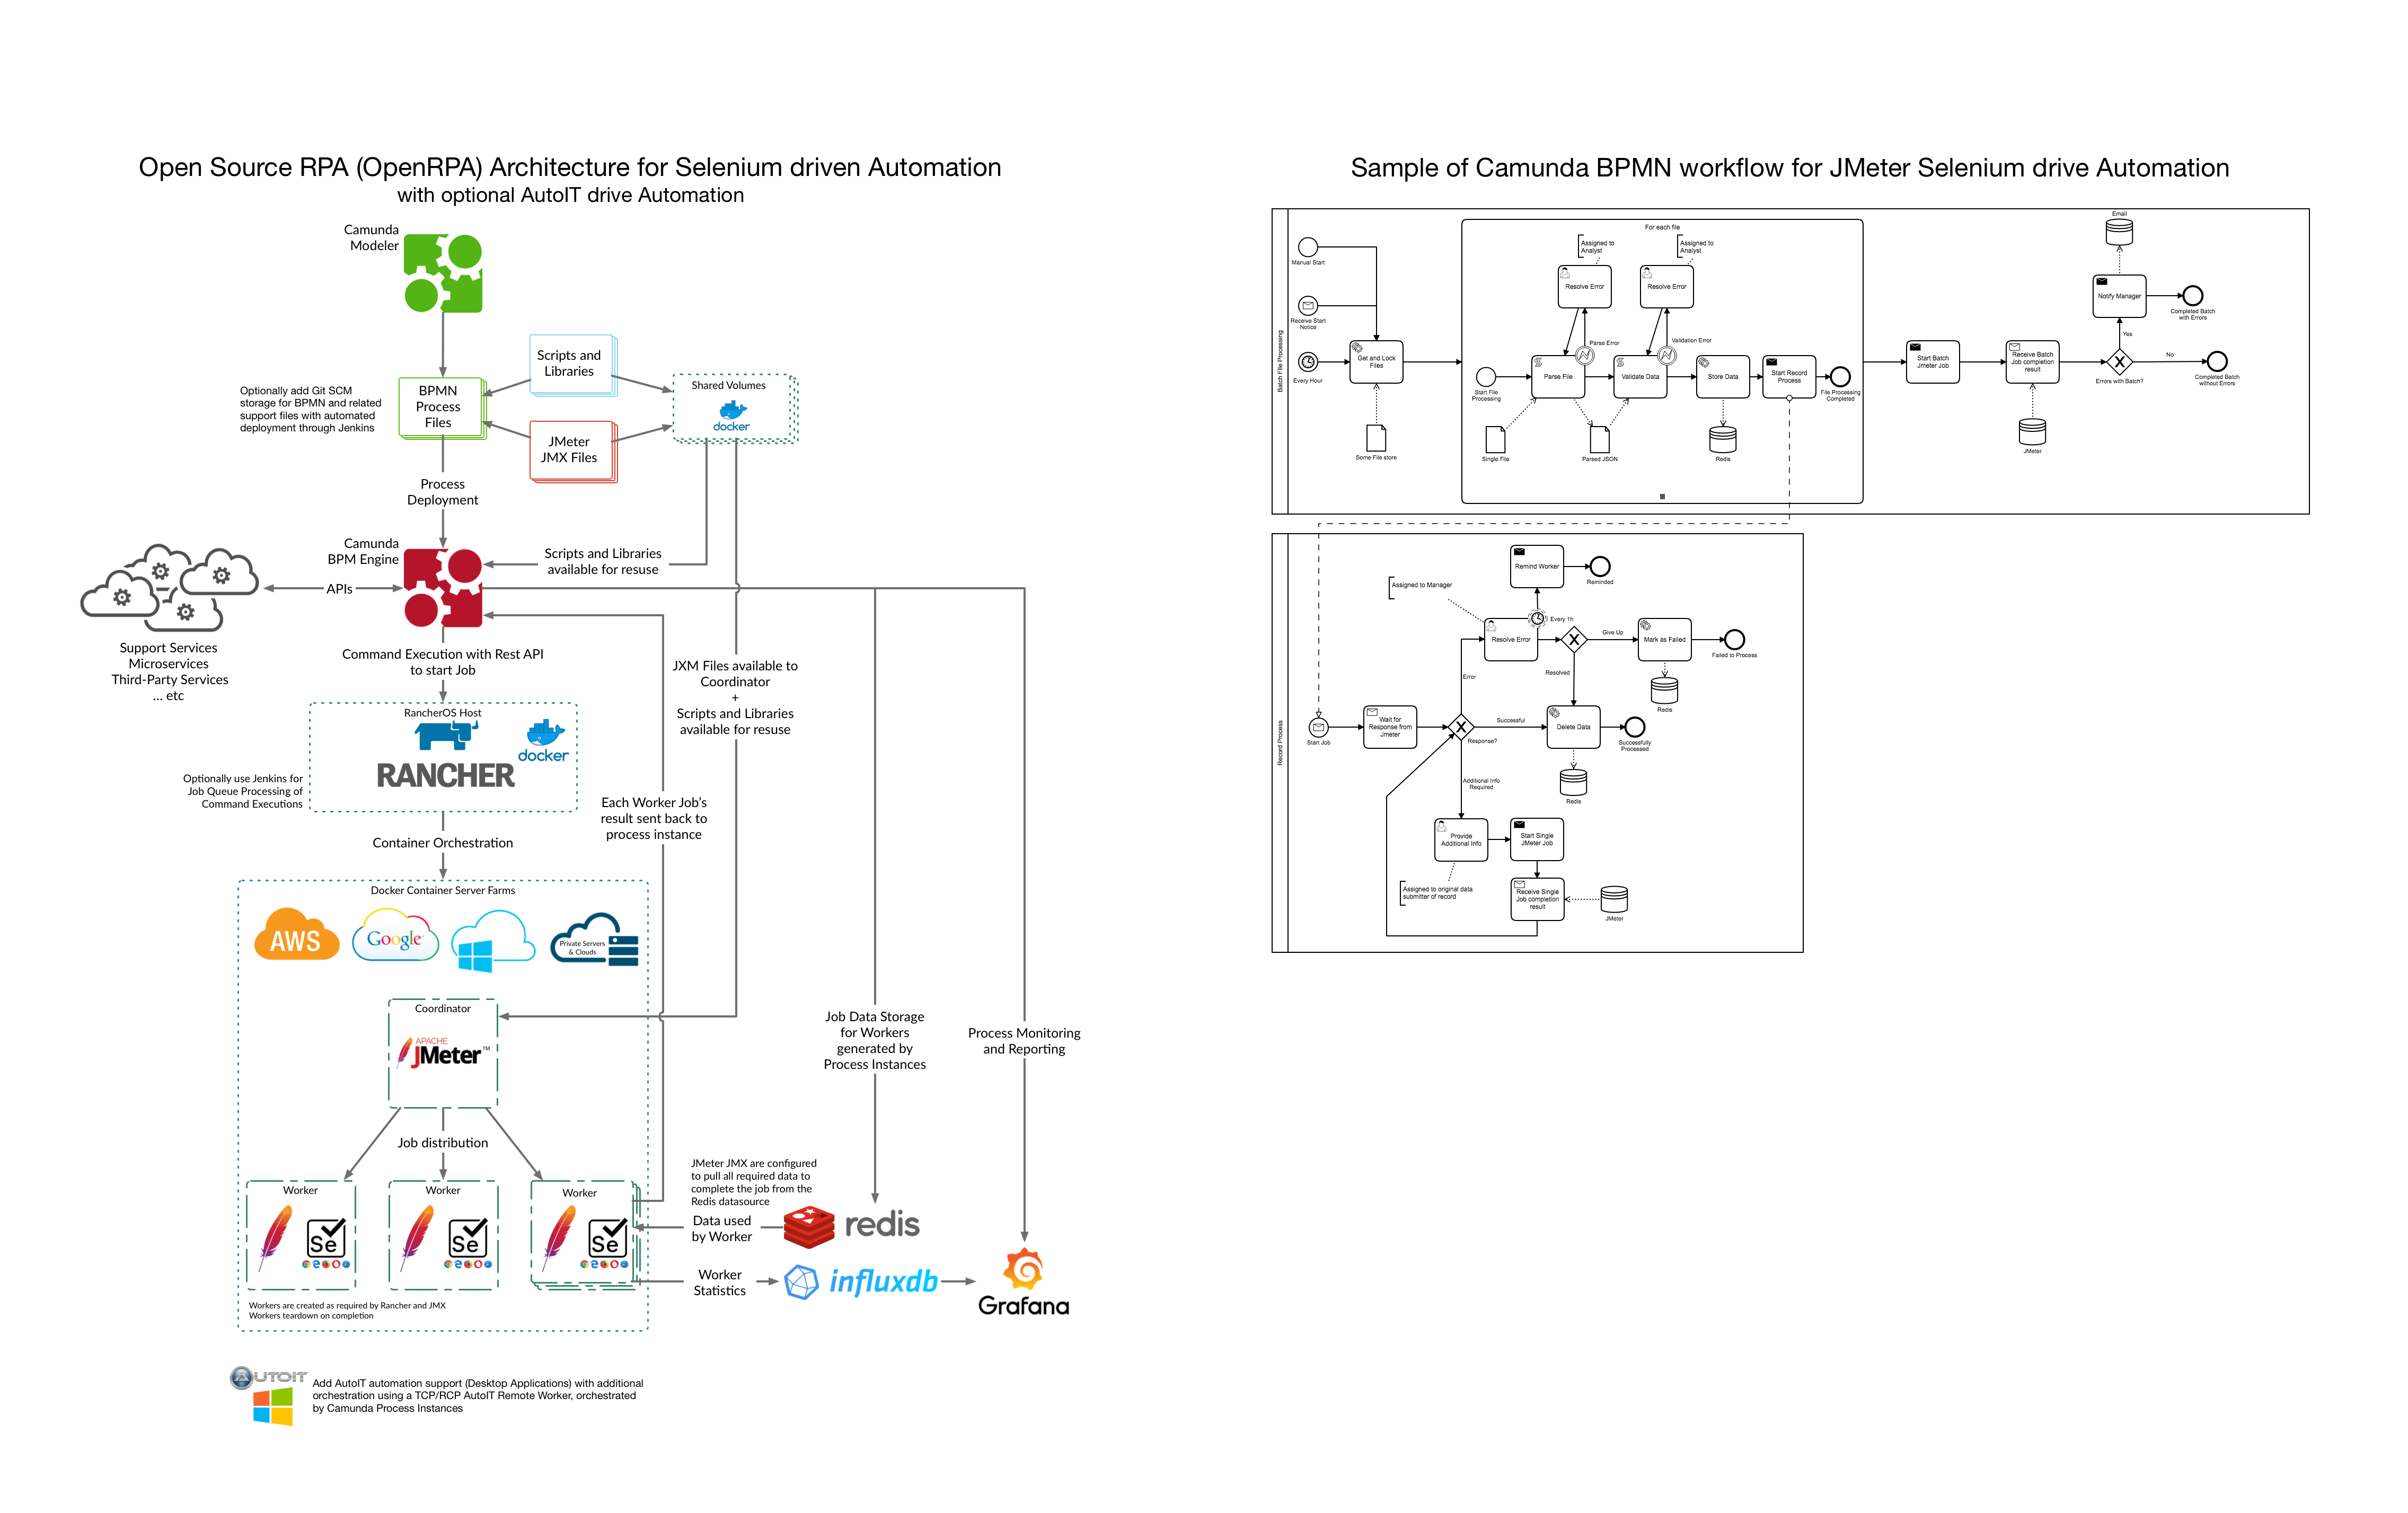 Open Source RPA (OpenRPA) Architecture for Selenium driven Automation
with optional AutoIT drive Automation
Camunda
Modeler
Scripts and
Libraries
Shared Volumes
docker
BPMN
Process
Files
Optionally add Git SCM
storage for BPMN and related
support files with automated
deployment through Jenkins
JMeter
JMX Files
Process
Deployment
Camunda
BPM Engine
Scripts and Libraries
available for resuse
APIs
Support Services
Microservices
Third-Party Services
... etc
Command Execution with Rest API
to start Job
JXM Files available to
Coordinator
+
Scripts and Libraries
available for resuse
RancherOS Host
docker
RANCHER
Optionally use Jenkins for
Job Queue Processing of
Command Executions
Each Worker Job's
result sent back to
process instance
Container Orchestration
Docker Container Server Farms
AWS
Google
Private Servers
& Clouds
Coordinator
APACHE
JMeter™
Job Data Storage
for Workers
generated by
Process Instances
Process Monitoring
and Reporting
Job distribution
Worker
Se
Worker
Se
Worker
Se
JMeter JMX are configured
to pull all required data to
complete the job from the
Redis datasource
Data used
by Worker
redis
Worker
Statistics
influxdb
Grafana
Workers are created as required by Rancher and JMX
Workers teardown on completion
AUTOIT
Add AutoIT automation support (Desktop Applications) with additional
orchestration using a TCP/RCP AutoIT Remote Worker, orchestrated
by Camunda Process Instances
Sample of Camunda BPMN workflow for JMeter Selenium drive Automation
Batch File Processing
Manual Start
Receive Start
Notice
Every Hour
Get and Lock
Files
Some File store
For each file
Assigned to
Analyst
Assigned to
Analyst
Resolve Error
Resolve Error
Parse Error
Validation Error
Start File
Processing
Parse File
Validate Data
Store Data
Start Record
Process
File Processing
Completed
Single File
Parsed JSON
Redis
Start Batch
Jmeter Job
Receive Batch
Job completion
result
JMeter
Errors with Batch?
Yes
No
Notify Manager
Email
Completed Batch
with Errors
Completed Batch
without Errors
Record Process
Remind Worker
Reminded
Assigned to Manager
Every 1h
Resolve Error
Give Up
Mark as Failed
Failed to Process
Redis
Resolved
Error
Start Job
Wait for
Response from
Jmeter
Response?
Successful
Delete Data
Successfully
Processed
Redis
Additional Info
Required
Provide
Additional Info
Start Single
JMeter Job
Assigned to original data
submitter of record
Receive Single
Job completion
result
JMeter